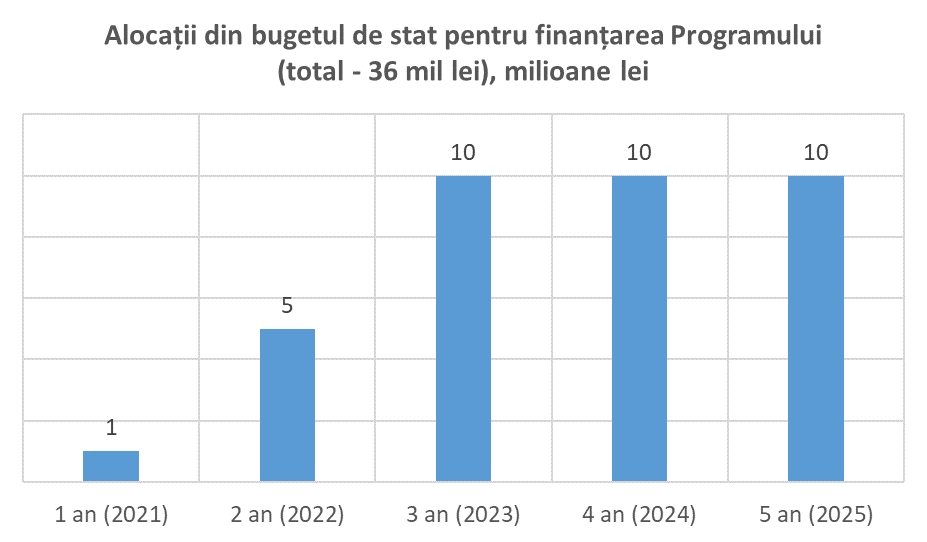 Alocații din bugetul de stat pentru finanțarea Programului
(total - 36 mil lei), milioane lei
10 10 10
5
1
1 an (2021) 2 an (2022) 3 an (2023) 4 an (2024) 5 an (2025)